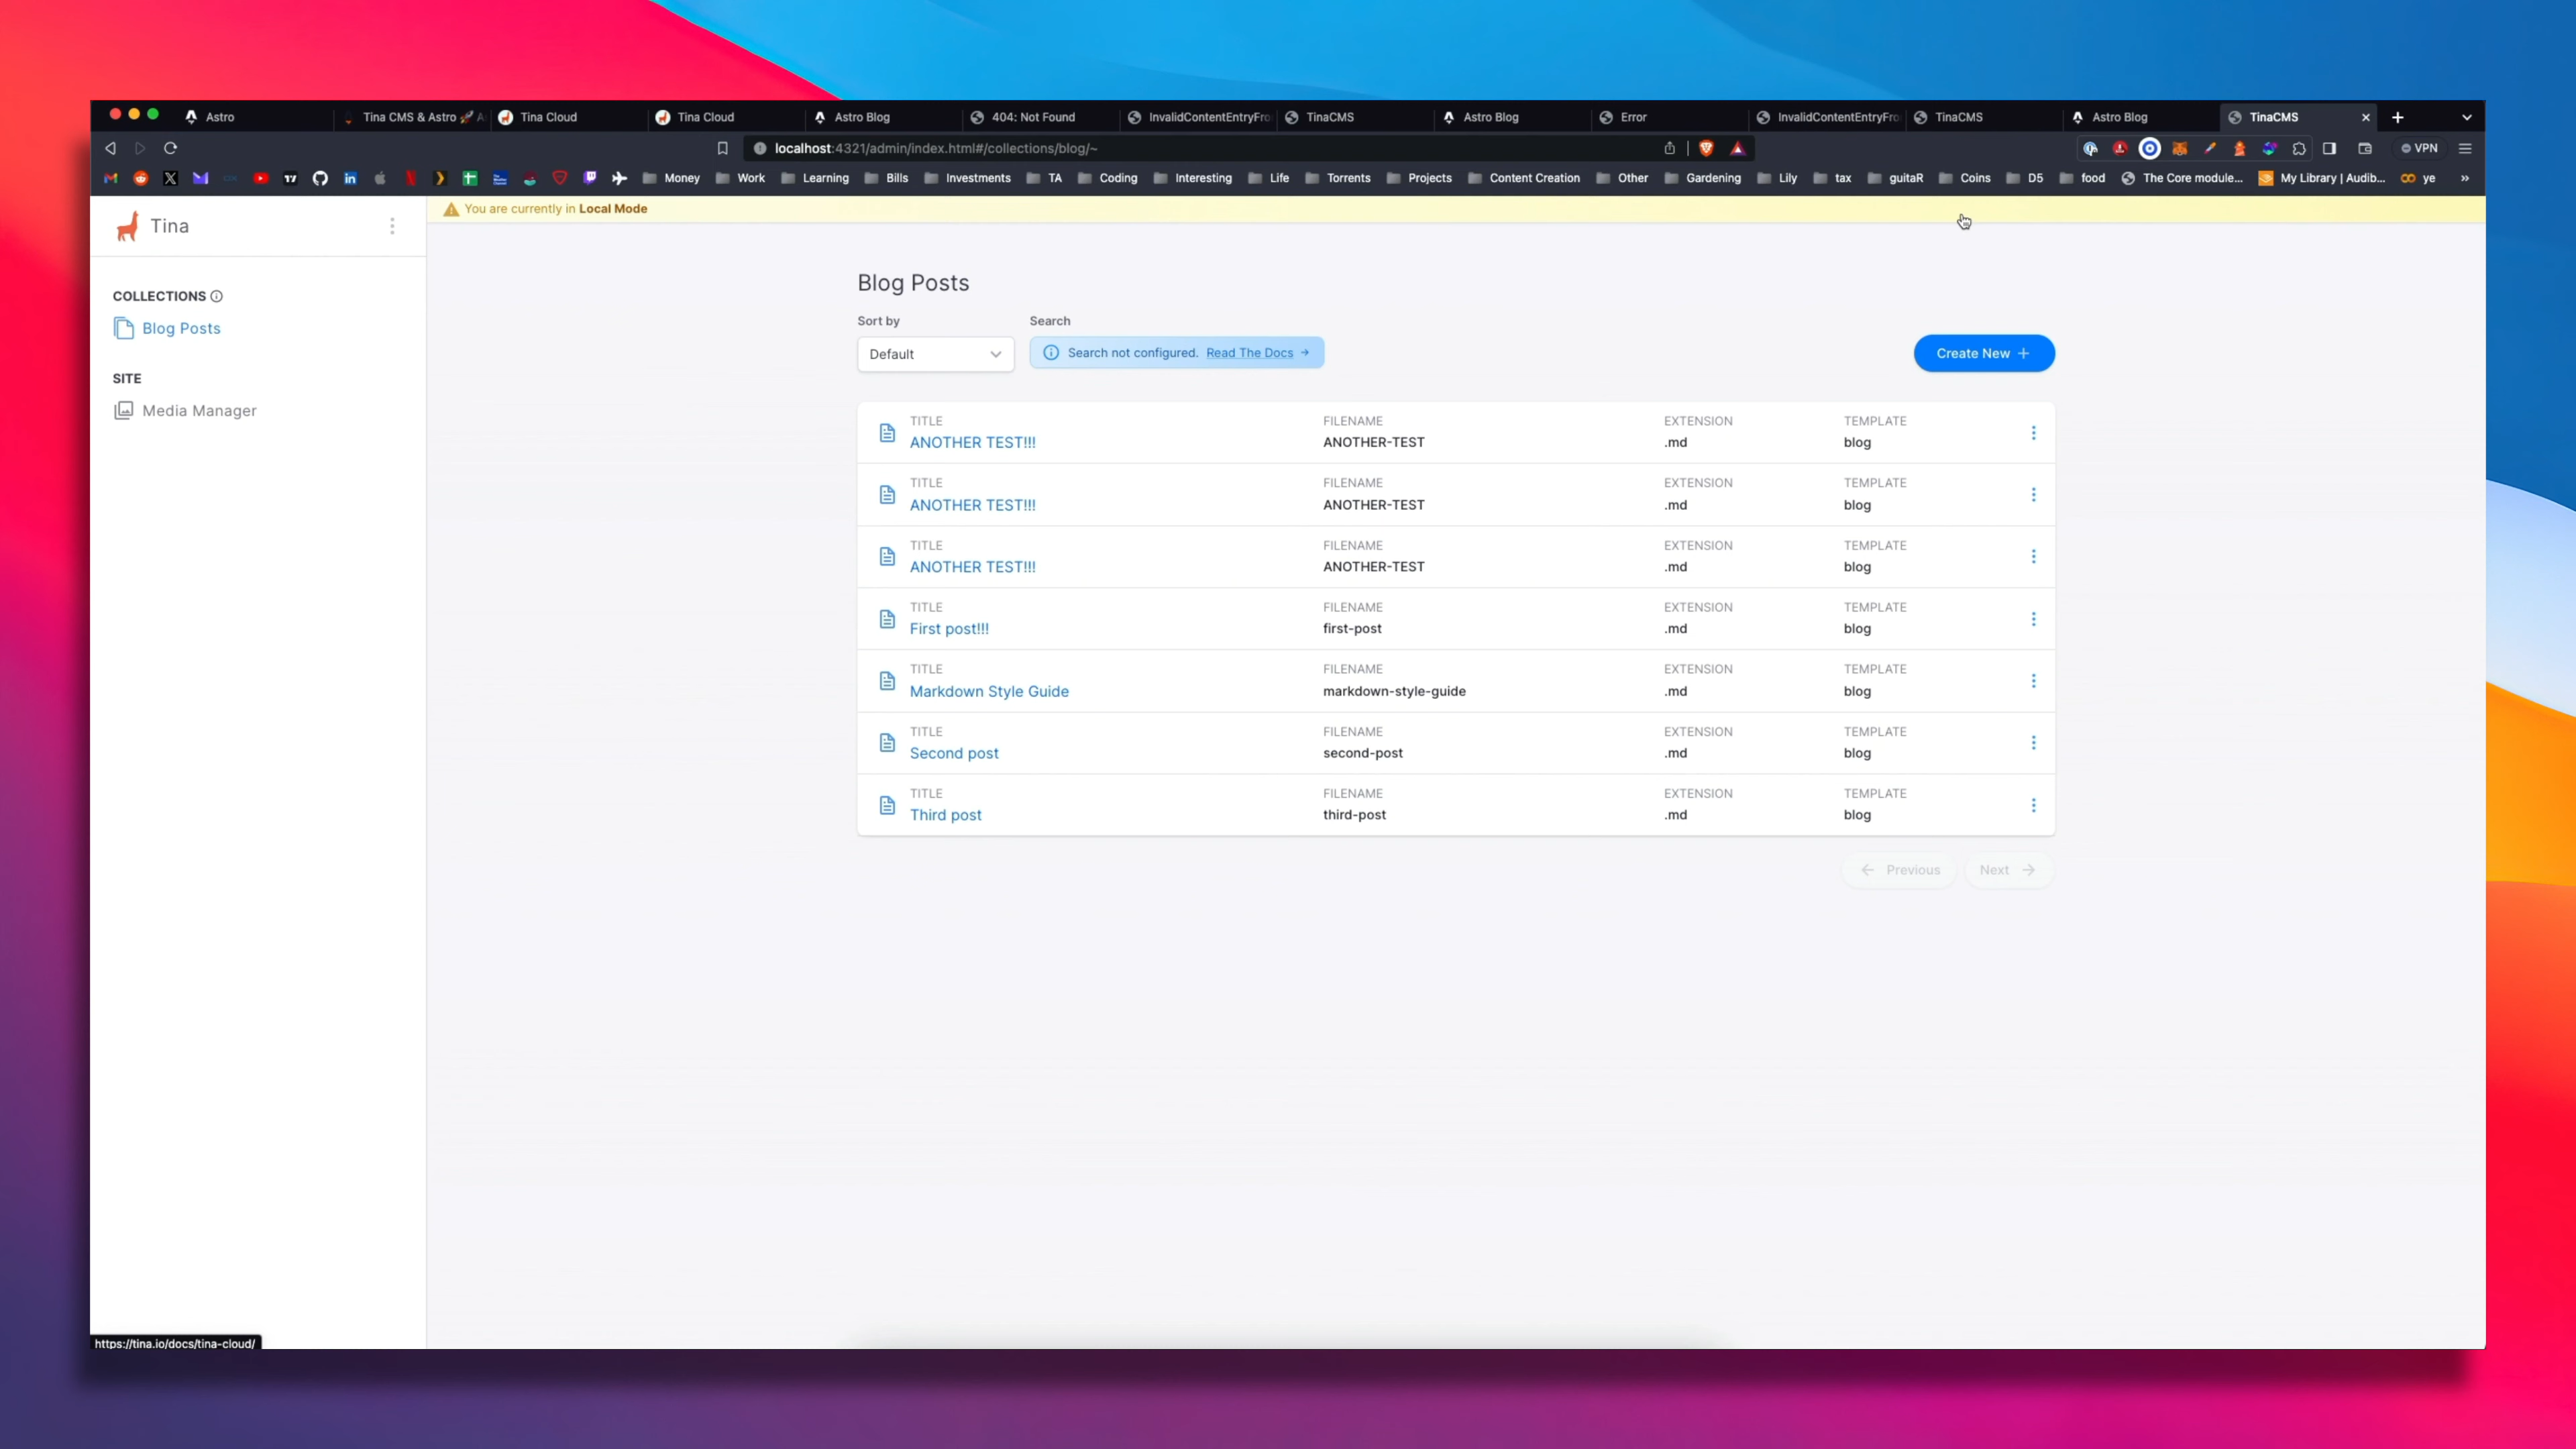 Astro
Tina CMS & Astro 🚀 A
Tina Cloud
Tina Cloud
Astro Blog
404: Not Found
InvalidContentEntryFro
TinaCMS
Astro Blog
Error
InvalidContentEntryFro
TinaCMS
Astro Blog
TinaCMS
localhost:4321/admin/index.html#/collections/blog/~
VPN
Money
Work
Learning
Bills
Investments
TA
Coding
Interesting
Life
Torrents
Projects
Content Creation
Other
Gardening
Lily
tax
guitaR
Coins
D5
food
The Core module...
My Library | Audib...
ye
Tina
You are currently in Local Mode
COLLECTIONS
Blog Posts
SITE
Media Manager
Blog Posts
Sort by
Search
Default
Search not configured. Read The Docs →
Create New +
TITLE FILENAME EXTENSION TEMPLATE
ANOTHER TEST!!! ANOTHER-TEST .md blog
TITLE FILENAME EXTENSION TEMPLATE
ANOTHER TEST!!! ANOTHER-TEST .md blog
TITLE FILENAME EXTENSION TEMPLATE
ANOTHER TEST!!! ANOTHER-TEST .md blog
TITLE FILENAME EXTENSION TEMPLATE
First post!!! first-post .md blog
TITLE FILENAME EXTENSION TEMPLATE
Markdown Style Guide markdown-style-guide .md blog
TITLE FILENAME EXTENSION TEMPLATE
Second post second-post .md blog
TITLE FILENAME EXTENSION TEMPLATE
Third post third-post .md blog
← Previous
Next →
https://tina.io/docs/tina-cloud/